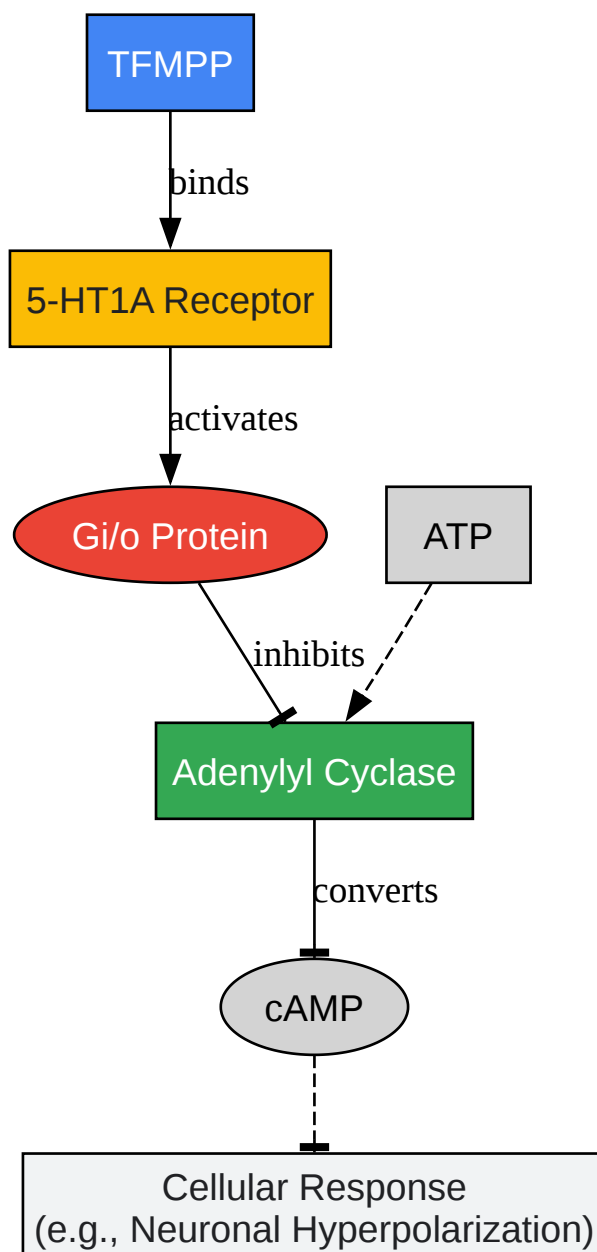 TFMPP
binds
5-HT1A Receptor
activates
Gi/o Protein
ATP
inhibits
Adenylyl Cyclase
converts
cAMP
Cellular Response
(e.g., Neuronal Hyperpolarization)